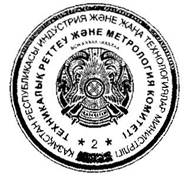 ҚАЗАҚСТАН РЕСПУБЛИКАСЫ ИНДУСТРИЯ ЖӘНЕ ЖАҢА ТЕХНОЛОГИЯЛАР МИНИСТРЛІГІ
ТЕХНИКАЛЫҚ РЕТТЕУ ЖӘНЕ МЕТРОЛОГИЯ КОМИТЕТІ
* 2 *